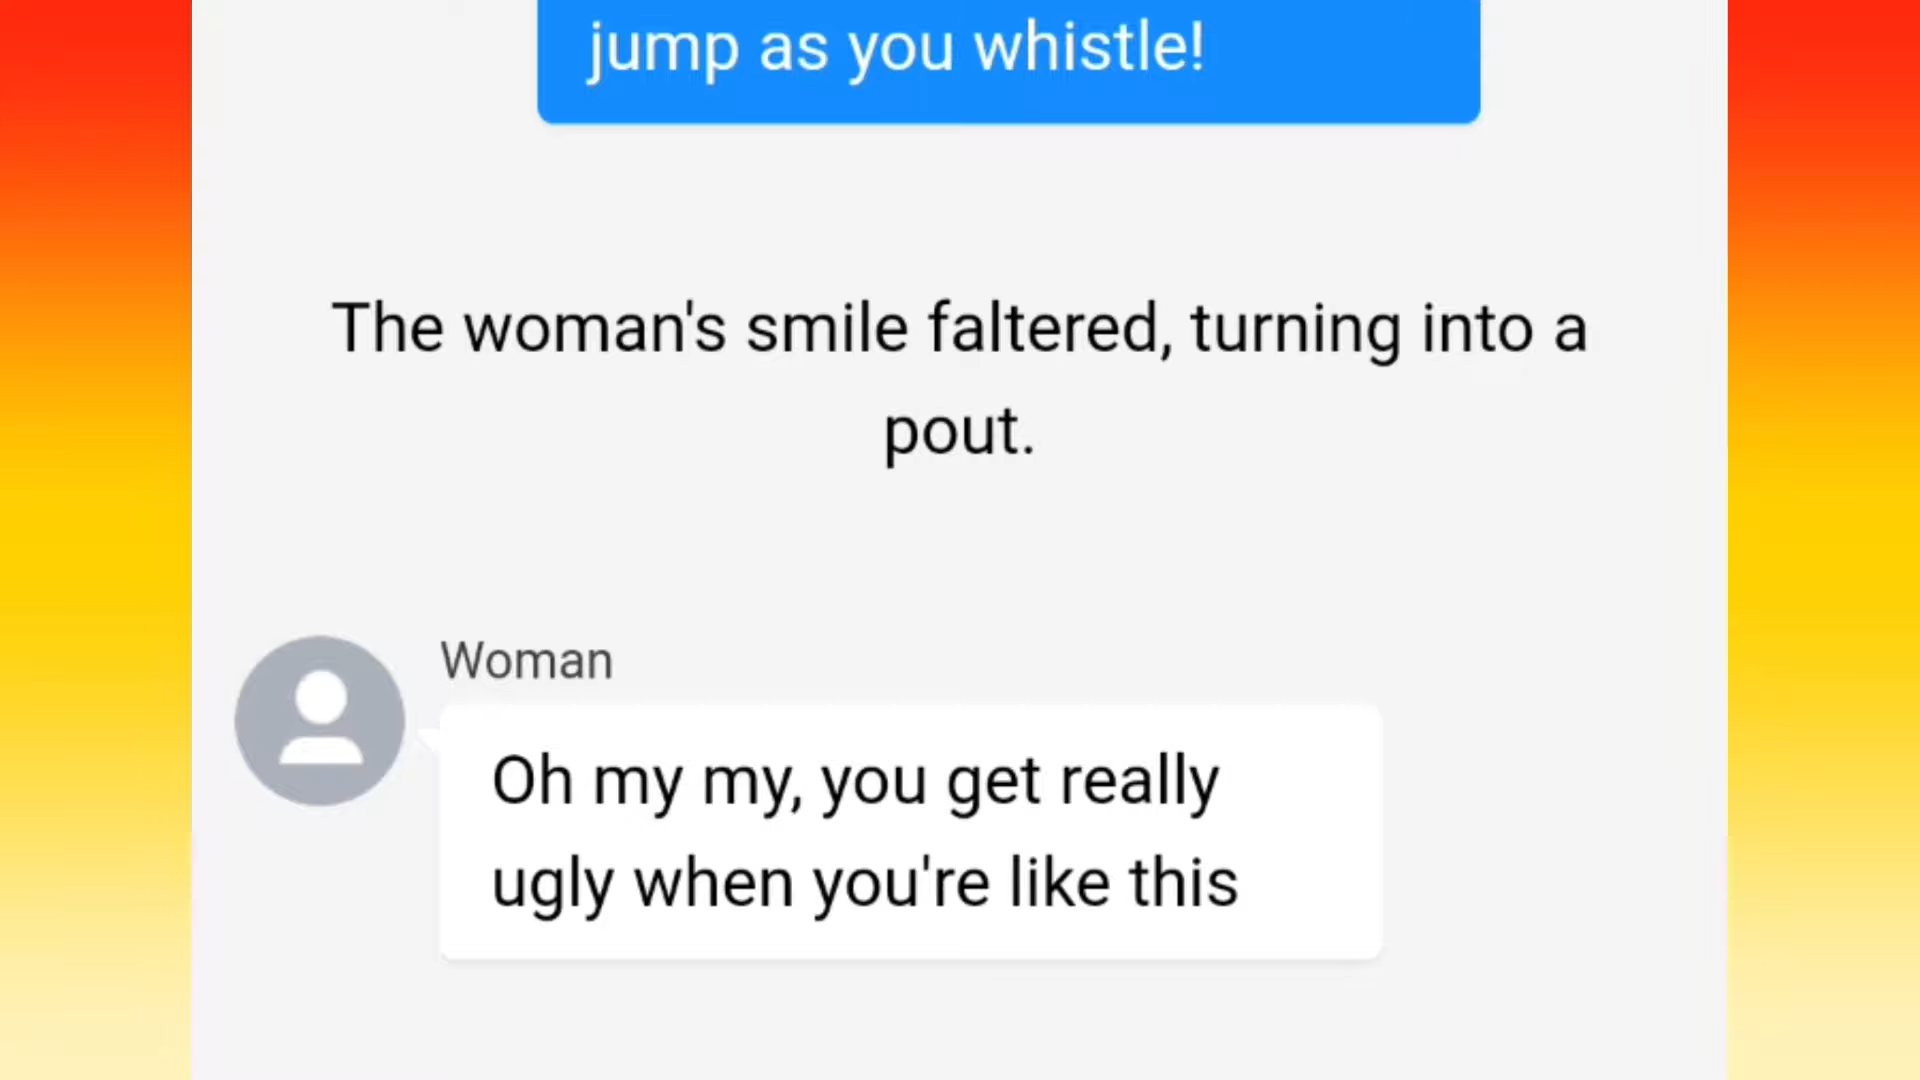 jump as you whistle!
The woman's smile faltered, turning into a
pout.
Woman
Oh my my, you get really
ugly when you're like this